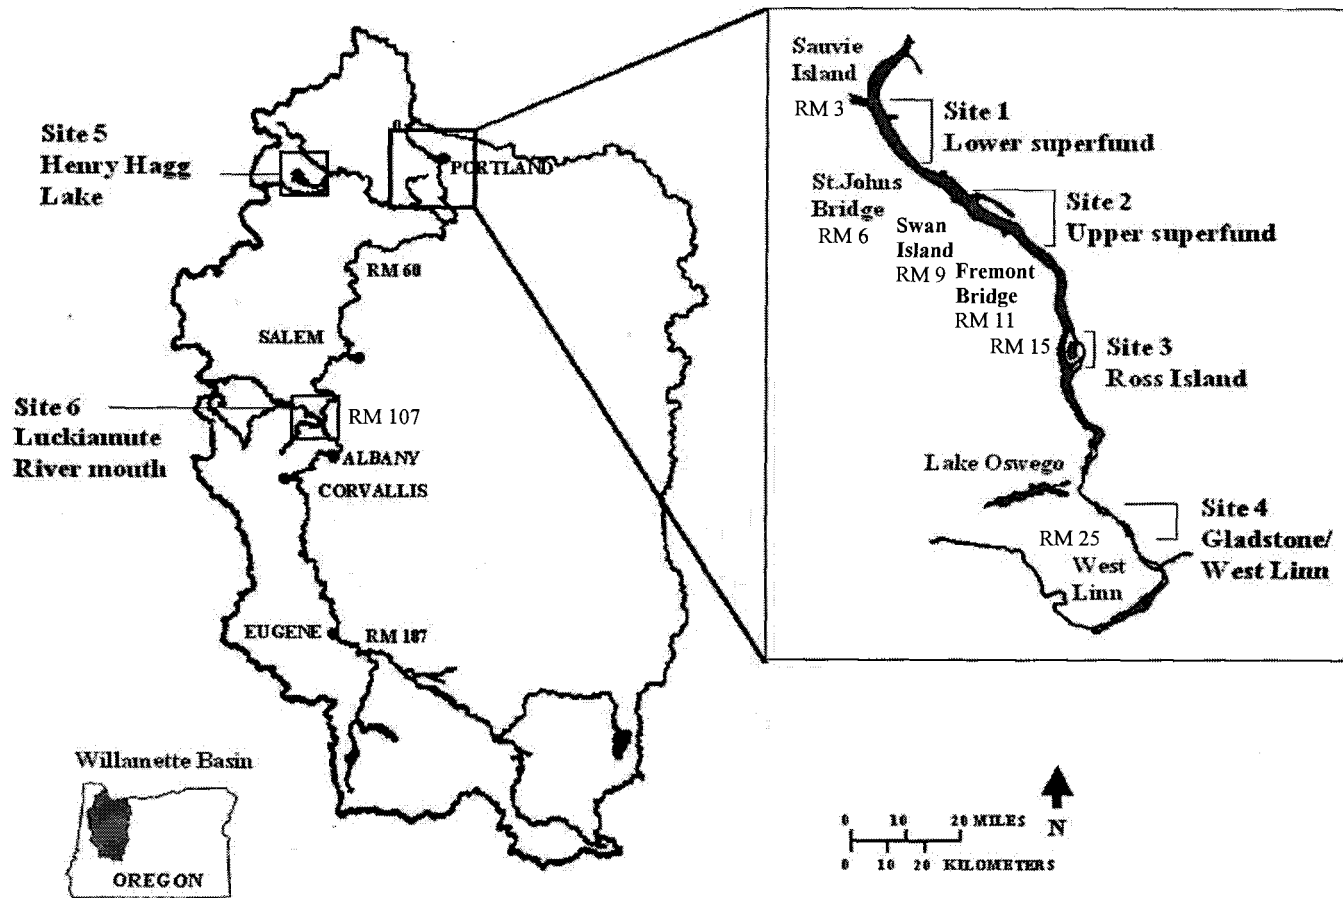 Site 5
Henry Hagg
Lake
0
PORTLAND
RM 60
SALEM
Site 6
Luckiamute
River mouth
RM 107
ALBANY
CORVALLIS
EUGENE
RM 187
Sauvie
Island
RM 3
Site 1
Lower superfund
St.Johns
Bridge
RM 6
Site 2
Upper superfund
Swan
Island
RM 9
Fremont
Bridge
RM 11
RM 15
Site 3
Ross Island
Lake Oswego
Site 4
Gladstone/
West Linn
RM 25
West
Linn
Willamette Basin
OREGON
0 10 20 MILES
0 10 20 KILOMETERS
N